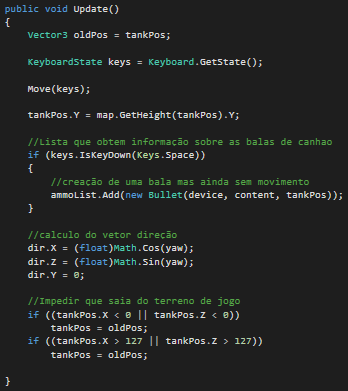 public void Update()
{
Vector3 oldPos = tankPos;
KeyboardState keys = Keyboard.GetState();
Move(keys);
tankPos.Y = map.GetHeight(tankPos).Y;
//Lista que obtem informação sobre as balas de canhao
if (keys.IsKeyDown(Keys.Space))
{
//creação de uma bala mas ainda sem movimento
ammoList.Add(new Bullet(device, content, tankPos));
}
//calculo do vetor direção
dir.X = (float)Math.Cos(yaw);
dir.Z = (float)Math.Sin(yaw);
dir.Y = 0;
//Impedir que saia do terreno de jogo
if ((tankPos.X < 0 || tankPos.Z < 0))
tankPos = oldPos;
if ((tankPos.X > 127 || tankPos.Z > 127))
tankPos = oldPos;
}